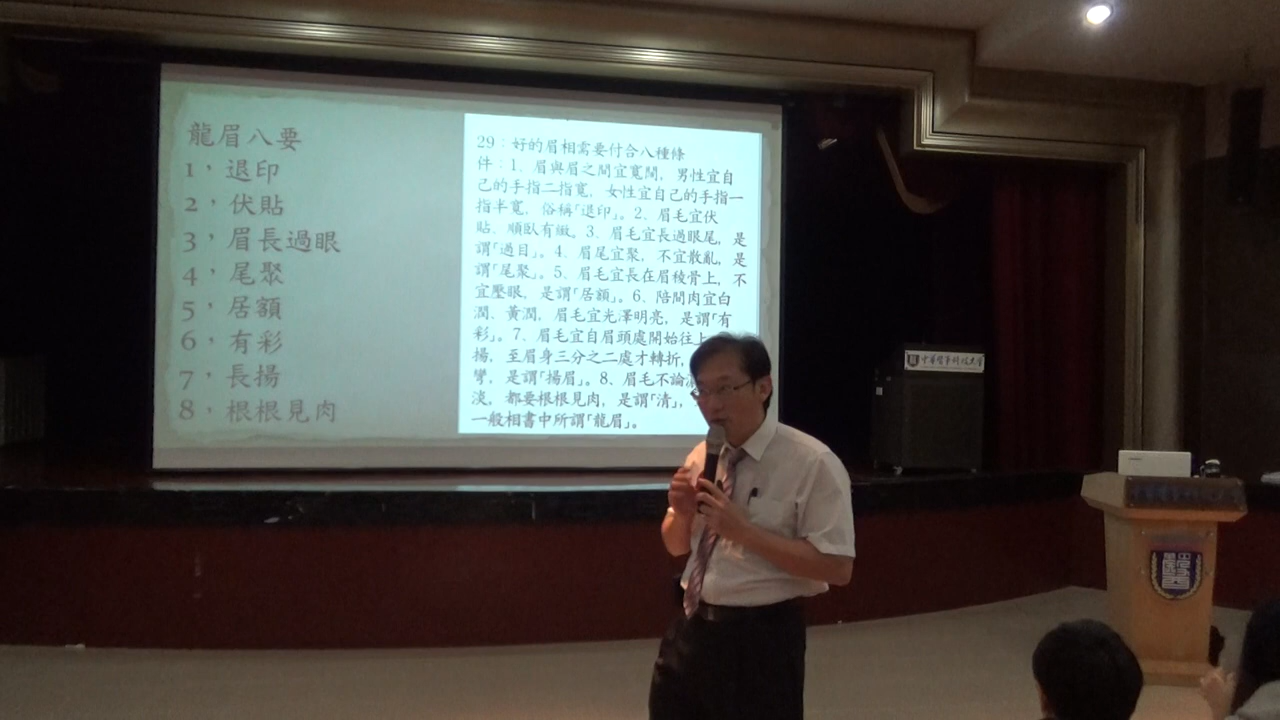 龍眉八要
1，退印
2，伏貼
3，眉長過眼
4，尾聚
5，居額
6，有彩
7，長揚
8，根根見肉
29：好的眉相需要付合八種條
件：1、眉與眉之間宜寬闊，男性宜自
己的手指二指寬，女性宜自己的手指一
指半寬，俗稱「退印」。2、眉毛宜伏
貼、順臥有緻。3、眉毛宜長過眼尾，是
謂「過目」。4、眉尾宜聚，不宜散亂，是
謂「尾聚」。5、眉毛宜長在眉稜骨上，不
宜壓眼，是謂「居額」。6、陪間肉宜白
潤、黃潤，眉毛宜光澤明亮，是謂「有
彩」。7、眉毛宜自眉頭處開始往上
揚，至眉身三分之二處才轉折，
彎，是謂「揚眉」。8、眉毛不論
淡，都要根根見肉，是謂「清」，
一般相書中所謂「龍眉」。
中華醫事科技大學